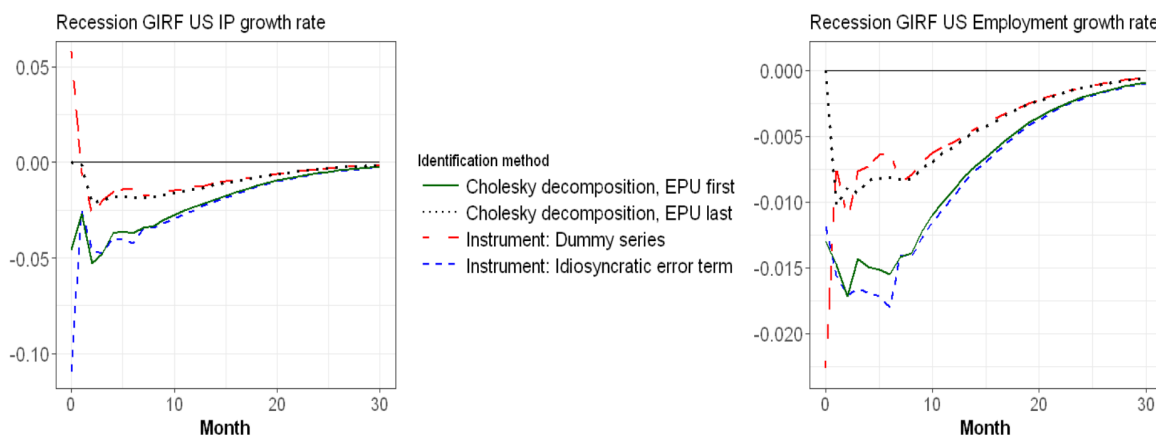 Recession GIRF US IP growth rate
0.05
0.00
-0.05
-0.10
0
10
20
30
Month
Identification method
Cholesky decomposition, EPU first
Cholesky decomposition, EPU last
Instrument: Dummy series
Instrument: Idiosyncratic error term
Recession GIRF US Employment growth rate
0.000
-0.005
-0.010
-0.015
-0.020
0
10
20
30
Month